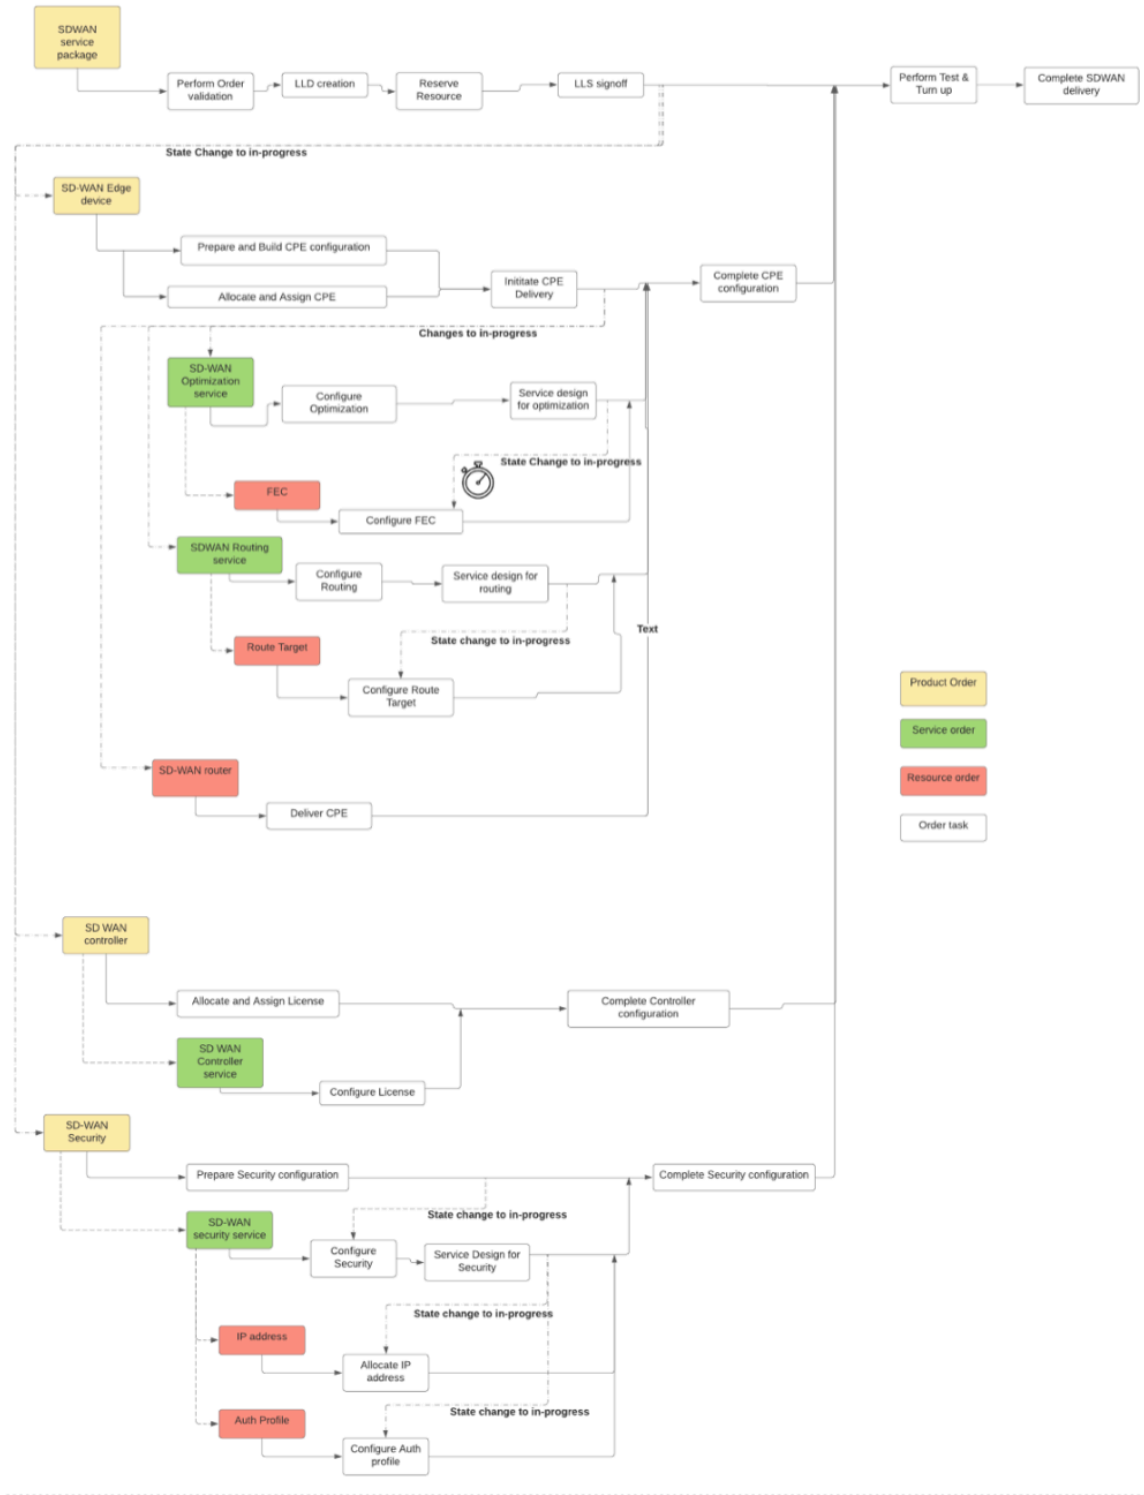 SDWAN
service
package
Perform Order
validation
LLD creation
Reserve
Resource
LLS signoff
Perform Test &
Turn up
Complete SDWAN
delivery
State Change to in-progress
SD-WAN Edge
device
Prepare and Build CPE configuration
Allocate and Assign CPE
Inititate CPE
Delivery
Complete CPE
configuration
Changes to in-progress
SD-WAN
Optimization
service
Configure
Optimization
Service design
for optimization
State Change to in-progress
FEC
Configure FEC
SDWAN Routing
service
Configure
Routing
Service design for
routing
Text
State change to in-progress
Route Target
Configure Route
Target
Product Order
Service order
Resource order
Order task
SD-WAN router
Deliver CPE
SD WAN
controller
Allocate and Assign License
Complete Controller
configuration
SD WAN
Controller
service
Configure License
SD-WAN
Security
Prepare Security configuration
Complete Security configuration
State change to in-progress
SD-WAN
security service
Configure
Security
Service Design for
Security
State change to in-progress
IP address
Allocate IP
address
State change to in-progress
Auth Profile
Configure Auth
profile